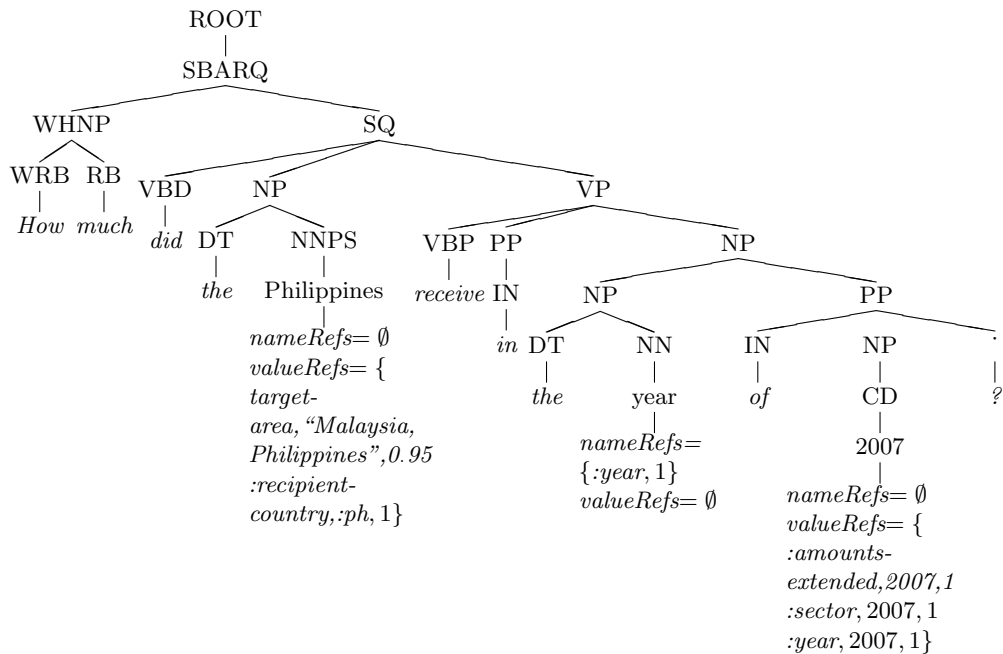 ROOT
SBARQ
WHNP SQ
WRB RB VBD NP VP
How much did DT NNPS VBP PP NP
the Philippines receive IN NP PP
nameRefs= ∅ in DT NN IN NP .
valueRefs= { the year of CD ?
target-
area, “Malaysia,
Philippines”,0.95
:recipient-
country,:ph, 1}
nameRefs=
{:year, 1}
valueRefs= ∅
2007
nameRefs= ∅
valueRefs= {
:amounts-
extended,2007,1
:sector, 2007, 1
:year, 2007, 1}